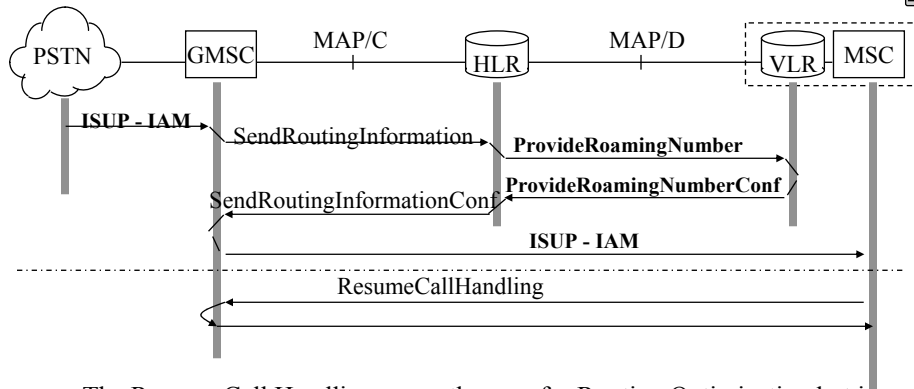 MAP/C
MAP/D
PSTN
GMSC
HLR
VLR
MSC
ISUP - IAM
SendRoutingInformation
ProvideRoamingNumber
ProvideRoamingNumberConf
SendRoutingInformationConf
ISUP - IAM
ResumeCallHandling